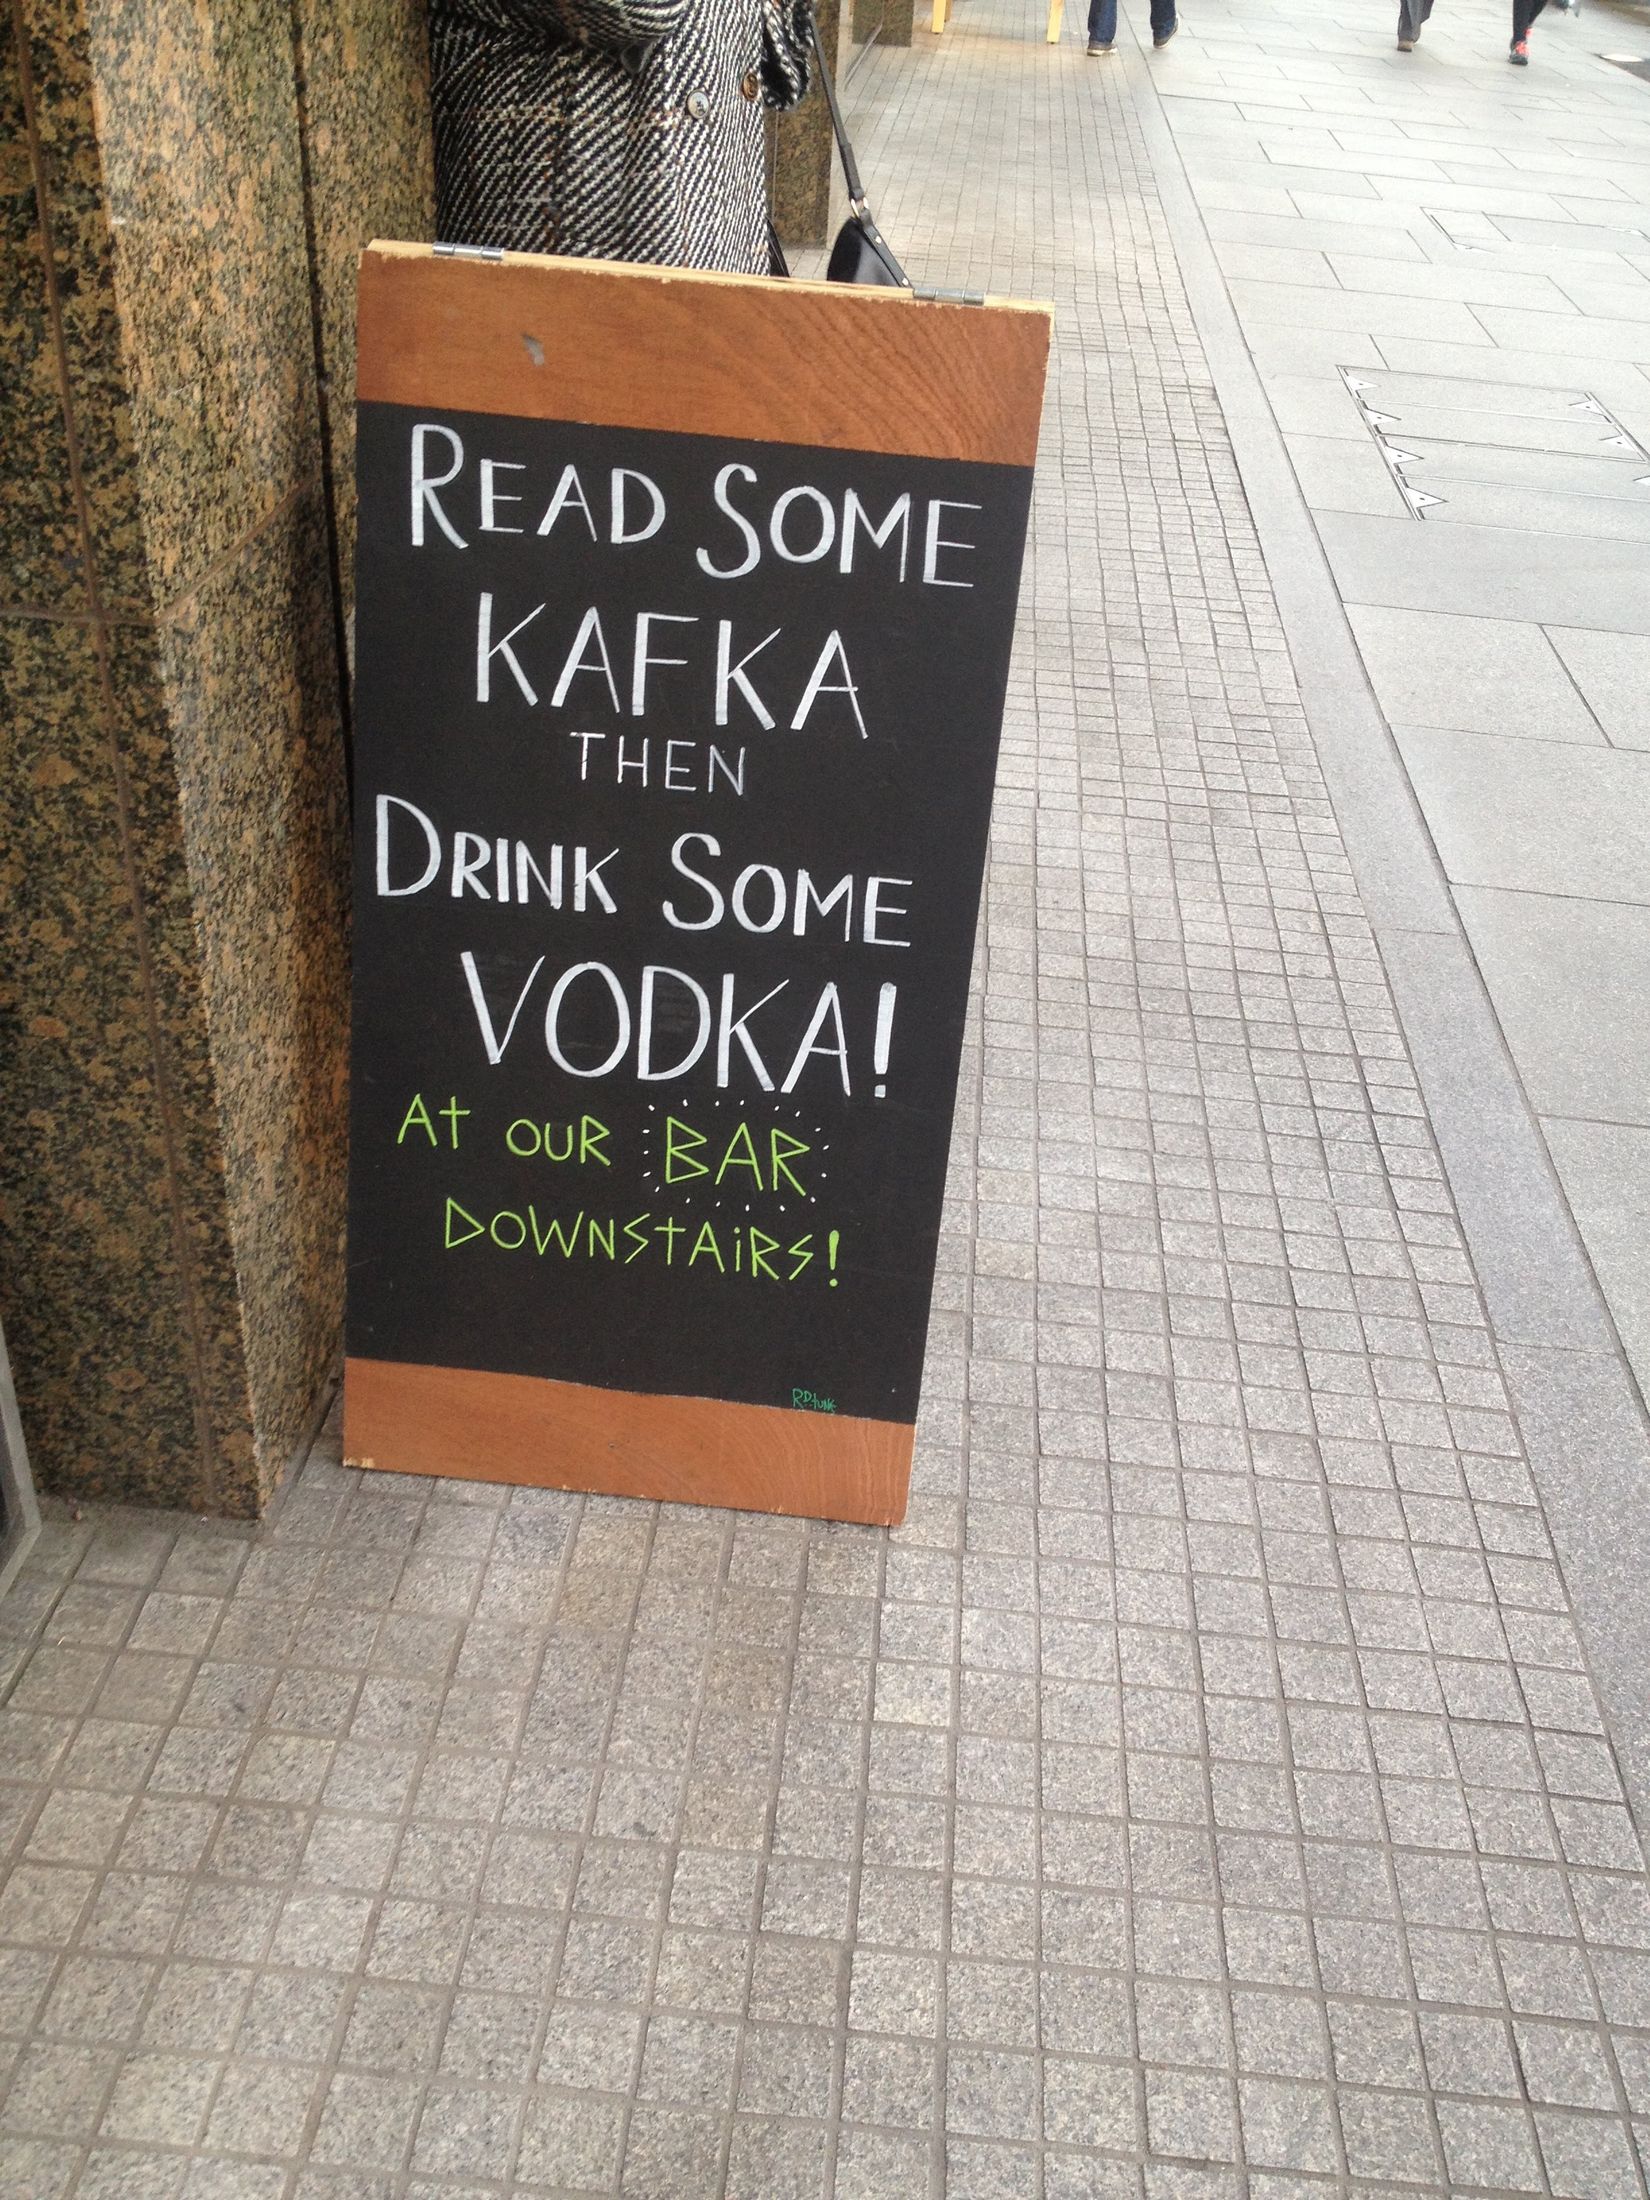 READ SOME
KAFKA
THEN
DRINK SOME
VODKA!
At our BAR
DOWNStAiRS!